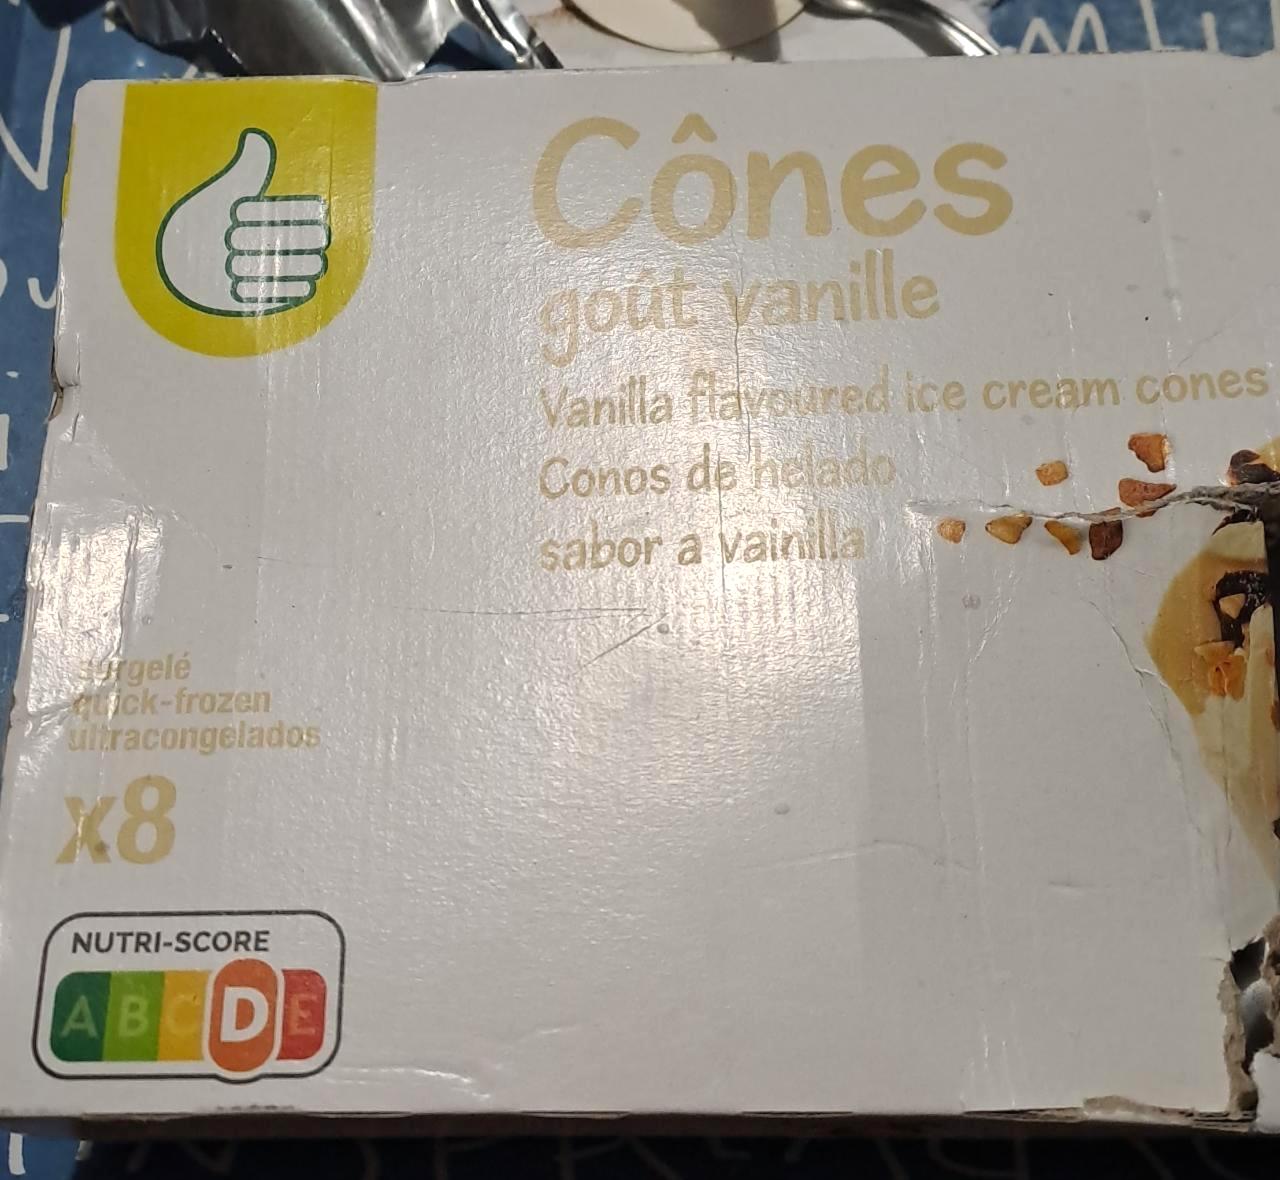 Cônes
goût vanille
Vanilla flavoured ice cream cones
Conos de helado
sabor a vainilla
surgelé
quick-frozen
ultracongelados
x8
NUTRI-SCORE
A B C D E